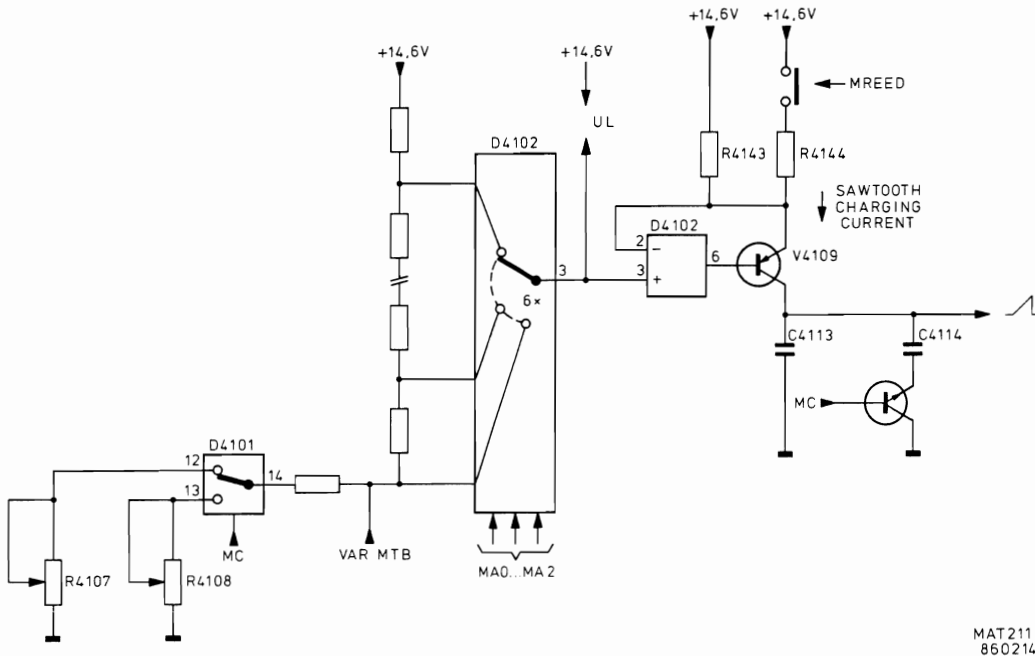 +14,6V
+14,6V
+14,6V
+14,6V
MREED
UL
D4102
R4143
R4144
SAWTOOTH
CHARGING
CURRENT
D4102
2
−
6
V4109
3
3
+
6×
C4113
C4114
MC
D4101
12
14
13
MC
VAR MTB
MA0...MA2
R4107
R4108
MAT211
860214